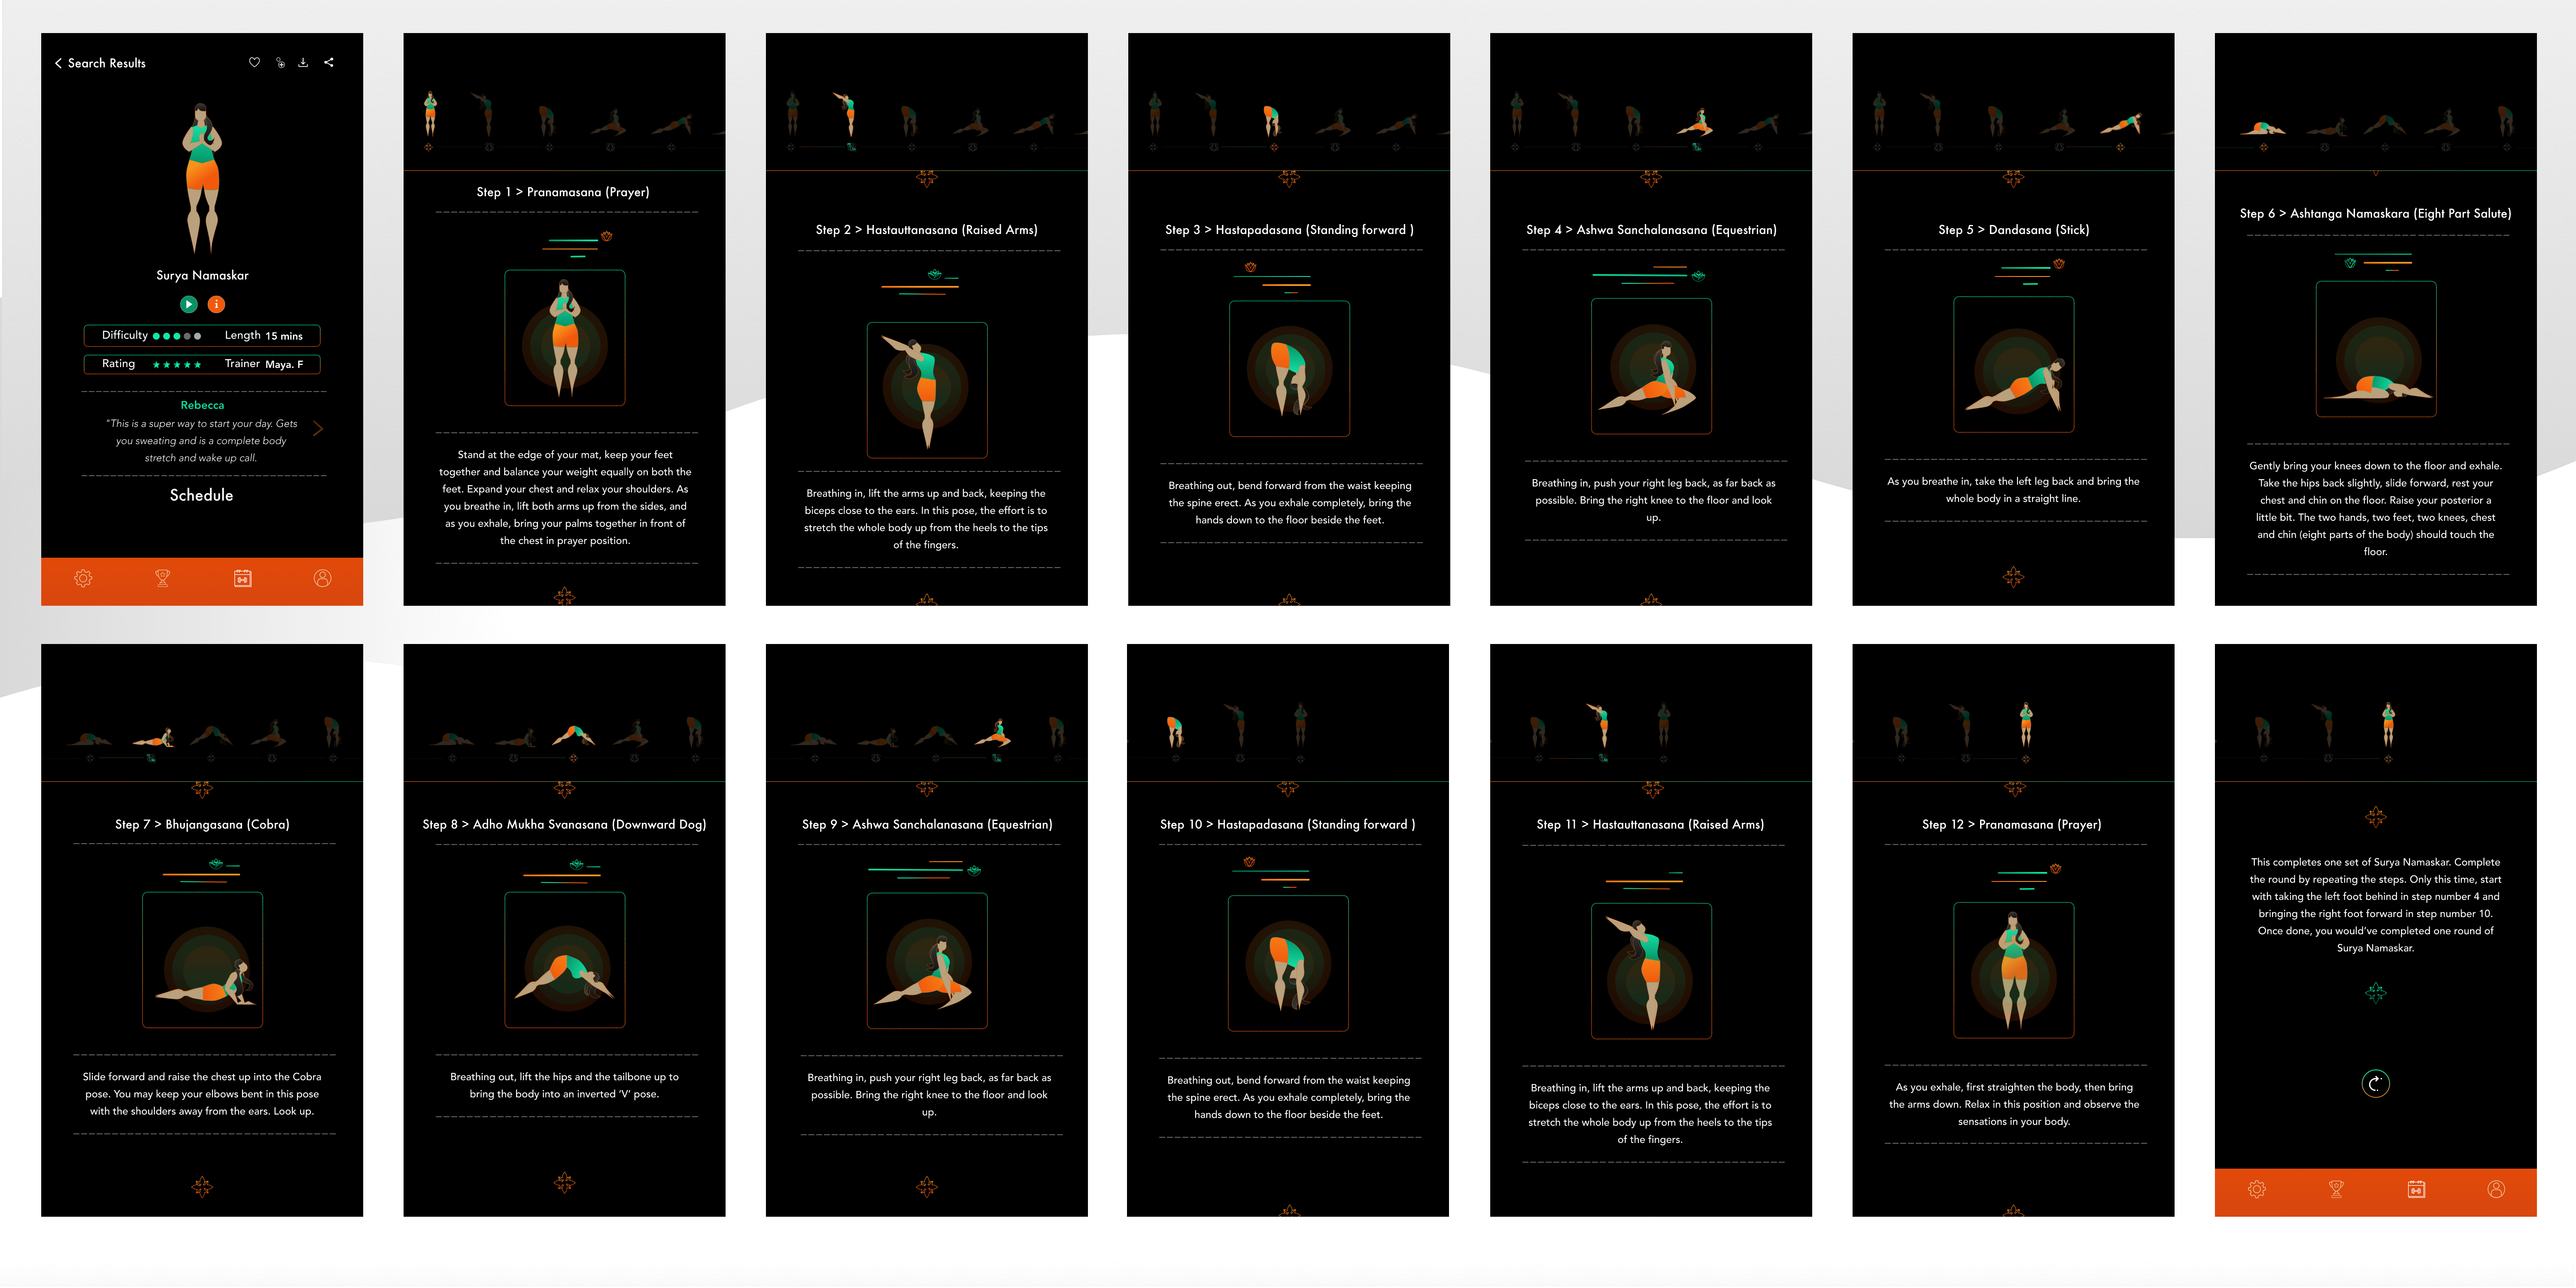 Search Results
Surya Namaskar
i
Difficulty Length 15 mins
Rating Trainer Maya. F
Rebecca
"This is a super way to start your day. Gets
you sweating and is a complete body
stretch and wake up call.
Schedule
Step 1 > Pranamasana (Prayer)
Stand at the edge of your mat, keep your feet
together and balance your weight equally on both the
feet. Expand your chest and relax your shoulders. As
you breathe in, lift both arms up from the sides, and
as you exhale, bring your palms together in front of
the chest in prayer position.
Step 2 > Hastauttanasana (Raised Arms)
Breathing in, lift the arms up and back, keeping the
biceps close to the ears. In this pose, the effort is to
stretch the whole body up from the heels to the tips
of the fingers.
Step 3 > Hastapadasana (Standing forward )
Breathing out, bend forward from the waist keeping
the spine erect. As you exhale completely, bring the
hands down to the floor beside the feet.
Step 4 > Ashwa Sanchalanasana (Equestrian)
Breathing in, push your right leg back, as far back as
possible. Bring the right knee to the floor and look
up.
Step 5 > Dandasana (Stick)
As you breathe in, take the left leg back and bring the
whole body in a straight line.
Step 6 > Ashtanga Namaskara (Eight Part Salute)
Gently bring your knees down to the floor and exhale.
Take the hips back slightly, slide forward, rest your
chest and chin on the floor. Raise your posterior a
little bit. The two hands, two feet, two knees, chest
and chin (eight parts of the body) should touch the
floor.
Step 7 > Bhujangasana (Cobra)
Slide forward and raise the chest up into the Cobra
pose. You may keep your elbows bent in this pose
with the shoulders away from the ears. Look up.
Step 8 > Adho Mukha Svanasana (Downward Dog)
Breathing out, lift the hips and the tailbone up to
bring the body into an inverted ‘V’ pose.
Step 9 > Ashwa Sanchalanasana (Equestrian)
Breathing in, push your right leg back, as far back as
possible. Bring the right knee to the floor and look
up.
Step 10 > Hastapadasana (Standing forward )
Breathing out, bend forward from the waist keeping
the spine erect. As you exhale completely, bring the
hands down to the floor beside the feet.
Step 11 > Hastauttanasana (Raised Arms)
Breathing in, lift the arms up and back, keeping the
biceps close to the ears. In this pose, the effort is to
stretch the whole body up from the heels to the tips
of the fingers.
Step 12 > Pranamasana (Prayer)
As you exhale, first straighten the body, then bring
the arms down. Relax in this position and observe the
sensations in your body.
This completes one set of Surya Namaskar. Complete
the round by repeating the steps. Only this time, start
with taking the left foot behind in step number 4 and
bringing the right foot forward in step number 10.
Once done, you would’ve completed one round of
Surya Namaskar.